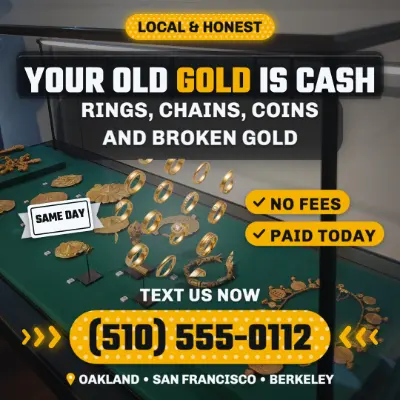 LOCAL & HONEST
YOUR OLD GOLD IS CASH
RINGS, CHAINS, COINS
AND BROKEN GOLD
SAME DAY
NO FEES
PAID TODAY
TEXT US NOW
(510) 555-0112
OAKLAND • SAN FRANCISCO • BERKELEY